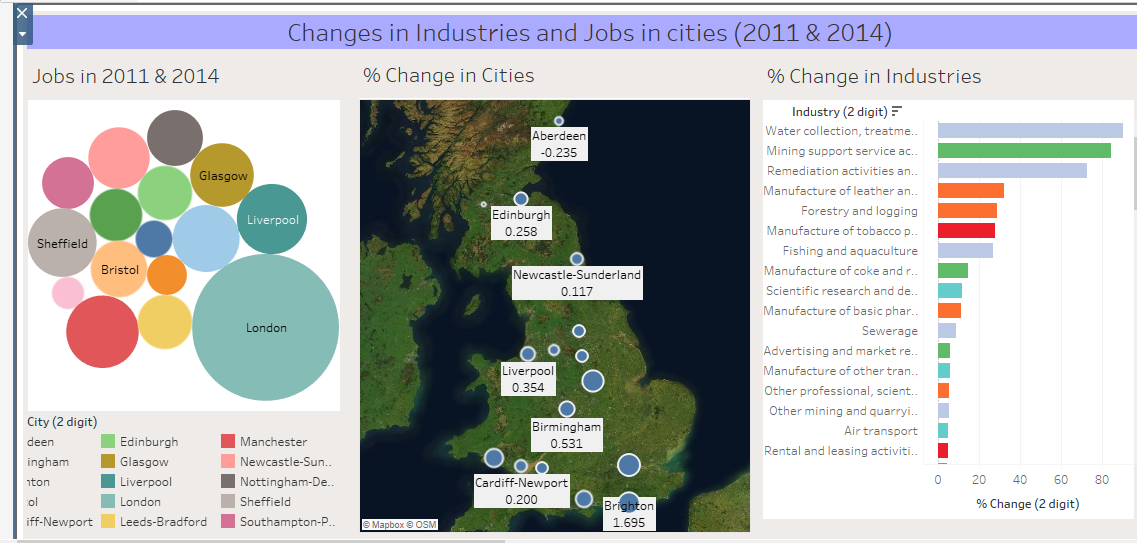 Changes in Industries and Jobs in cities (2011 & 2014)
Jobs in 2011 & 2014
Glasgow
Liverpool
Sheffield
Bristol
London
City (2 digit)
deen
Edinburgh
Manchester
ingham
Glasgow
Newcastle-Sun..
nton
Liverpool
Nottingham-De..
ol
London
Sheffield
iff-Newport
Leeds-Bradford
Southampton-P..
% Change in Cities
Aberdeen
-0.235
Edinburgh
0.258
Newcastle-Sunderland
0.117
Liverpool
0.354
Birmingham
0.531
Cardiff-Newport
0.200
Brighton
1.695
© Mapbox © OSM
% Change in Industries
Industry (2 digit)
Water collection, treatme..
Mining support service ac..
Remediation activities an..
Manufacture of leather an..
Forestry and logging
Manufacture of tobacco p..
Fishing and aquaculture
Manufacture of coke and r..
Scientific research and de..
Manufacture of basic phar..
Sewerage
Advertising and market re..
Manufacture of other tran..
Other professional, scient..
Other mining and quarryi..
Air transport
Rental and leasing activiti..
0 20 40 60 80
% Change (2 digit)